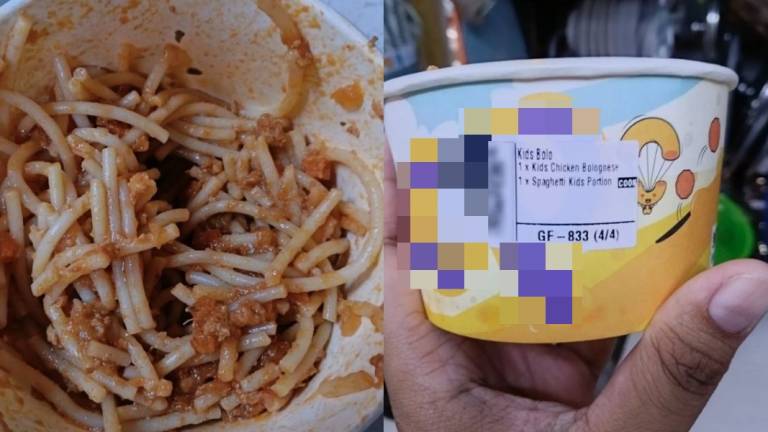 Kids Bolo
1 x Kids Chicken Bolognese
1 x Spaghetti Kids Portion
GF-833 (4/4)